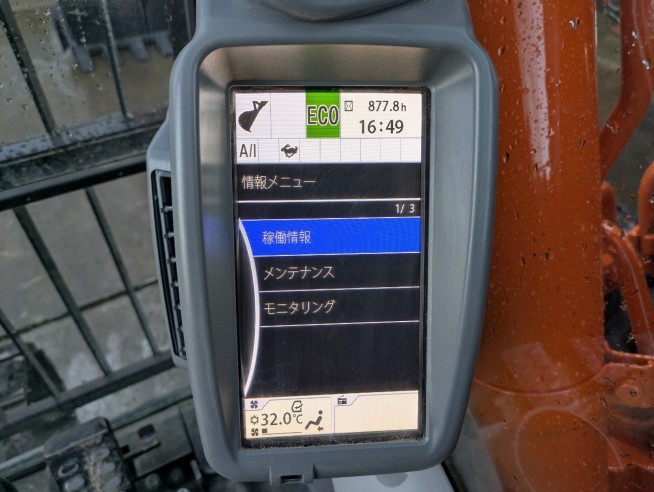 ECO
877.8h
16:49
A/I
情報メニュー
1/3
稼働情報
メンテナンス
モニタリング
32.0℃